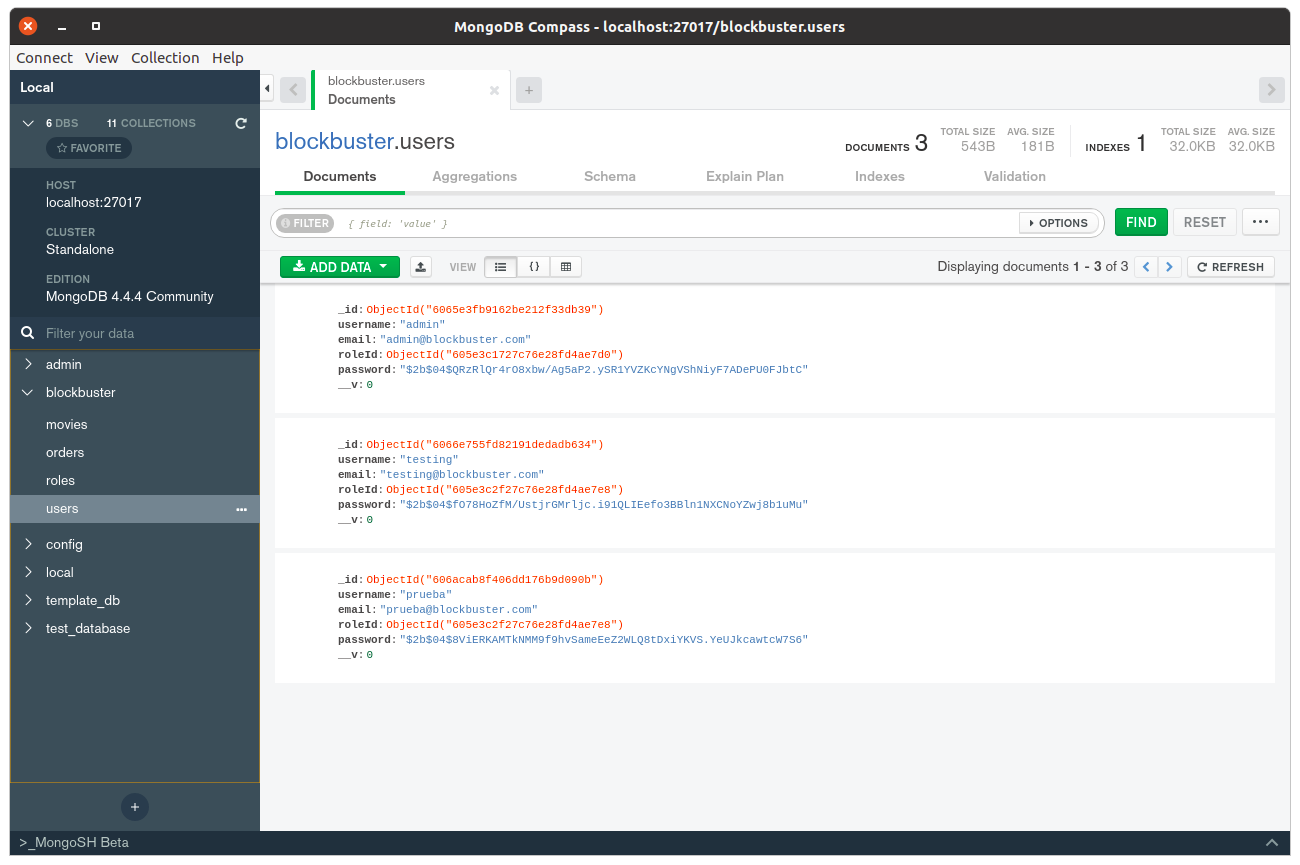 MongoDB Compass - localhost:27017/blockbuster.users
Connect View Collection Help
Local
6 DBS 11 COLLECTIONS
FAVORITE
HOST
localhost:27017
CLUSTER
Standalone
EDITION
MongoDB 4.4.4 Community
Filter your data
admin
blockbuster
movies
orders
roles
users
config
local
template_db
test_database
>_MongoSH Beta
blockbuster.users
Documents
blockbuster.users
DOCUMENTS 3 TOTAL SIZE 543B AVG. SIZE 181B INDEXES 1 TOTAL SIZE 32.0KB AVG. SIZE 32.0KB
Documents Aggregations Schema Explain Plan Indexes Validation
FILTER { field: 'value' } OPTIONS FIND RESET
ADD DATA VIEW {} Displaying documents 1 - 3 of 3 REFRESH
_id: ObjectId("6065e3fb9162be212f33db39")
username: "admin"
email: "admin@blockbuster.com"
roleId: ObjectId("605e3c1727c76e28fd4ae7d0")
password: "$2b$04$QRzRlQr4rO8xbw/Ag5aP2.ySR1YVZKcYNgVShNiyF7ADePU0FJbtC"
__v: 0
_id: ObjectId("6066e755fd82191dedadb634")
username: "testing"
email: "testing@blockbuster.com"
roleId: ObjectId("605e3c2f27c76e28fd4ae7e8")
password: "$2b$04$fO78HoZfM/UstjrGMrljc.i91QLIEefo3BBln1NXCNoYZwj8b1uMu"
__v: 0
_id: ObjectId("606acab8f406dd176b9d090b")
username: "prueba"
email: "prueba@blockbuster.com"
roleId: ObjectId("605e3c2f27c76e28fd4ae7e8")
password: "$2b$04$8ViERKAMTkNMM9f9hvSameEeZ2WLQ8tDxiYKVS.YeUJkcawtcW7S6"
__v: 0